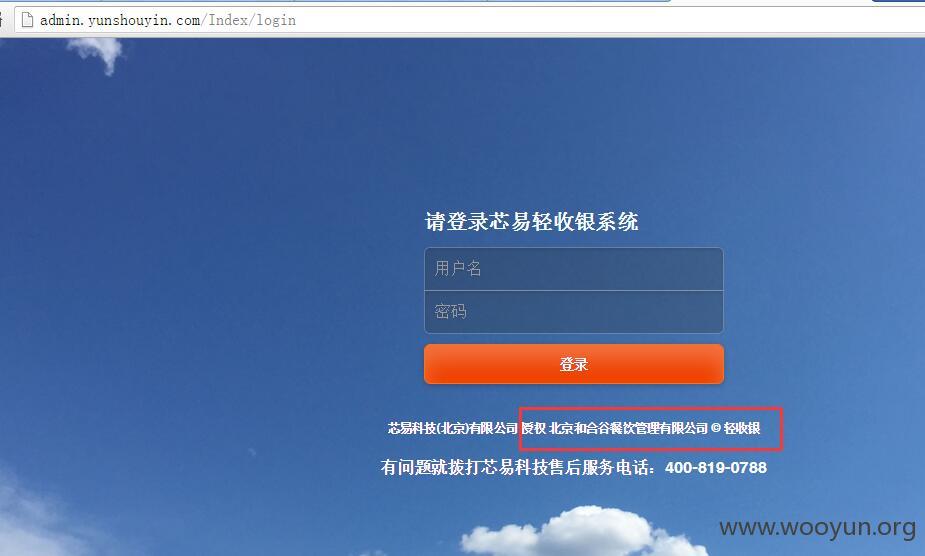 admin.yunshouyin.com/Index/login
请登录芯易轻收银系统
用户名
密码
登录
芯易科技(北京)有限公司 授权 北京和合谷餐饮管理有限公司 © 轻收银
有问题就拨打芯易科技售后服务电话：400-819-0788
www.wooyun.org